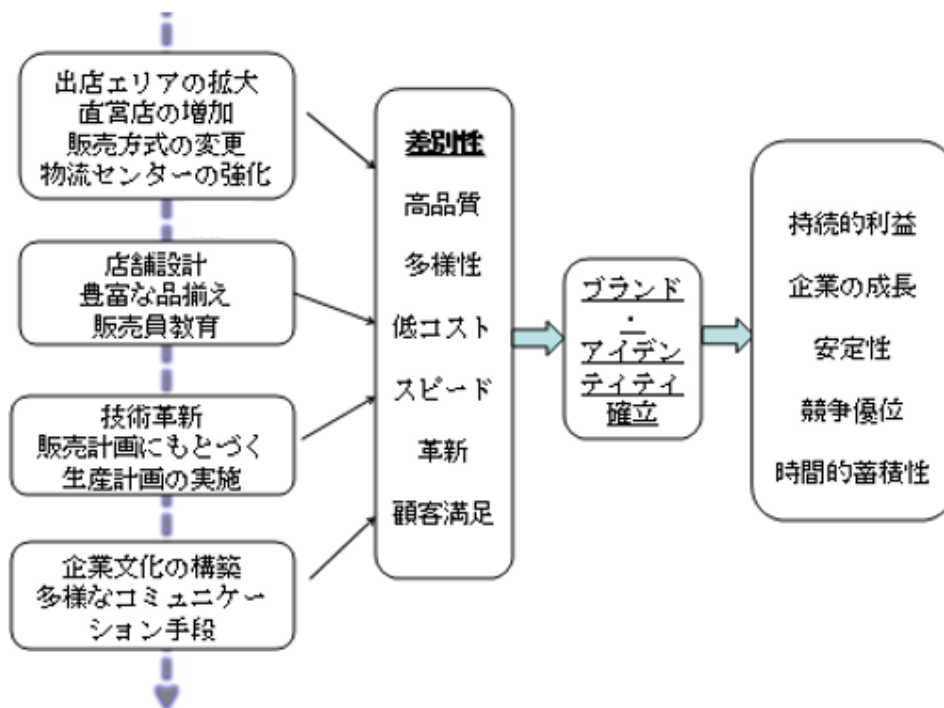 出店エリアの拡大
直営店の増加
販売方式の変更
物流センターの強化
店舗設計
豊富な品揃え
販売員教育
技術革新
販売計画にもとづく
生産計画の実施
企業文化の構築
多様なコミュニケー
ション手段
差別性
高品質
多様性
低コスト
スピード
革新
顧客満足
ブランド
・
アイデン
ティティ
確立
持続的利益
企業の成長
安定性
競争優位
時間的蓄積性